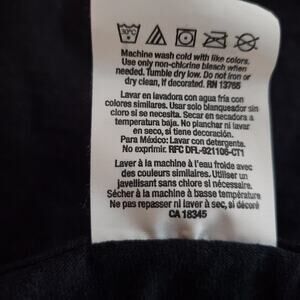 30°C
Machine wash cold with like colors.
Use only non-chlorine bleach when
needed. Tumble dry low. Do not iron or
dry clean, if decorated. RN 13765
Lavar en lavadora con agua fría con
colores similares. Usar solo blanqueador sin
cloro si se necesita. Secar en secadora a
temperatura baja. No planchar ni lavar
en seco, si tiene decoración.
Para México: Lavar con detergente.
No exprimir. RFC DFL-921106-CT1
Laver à la machine à l'eau froide avec
des couleurs similaires. Utiliser un
javellisant sans chlore si nécessaire.
Sécher à la machine à basse température
Ne pas repasser ni laver à sec, si décoré
CA 18345